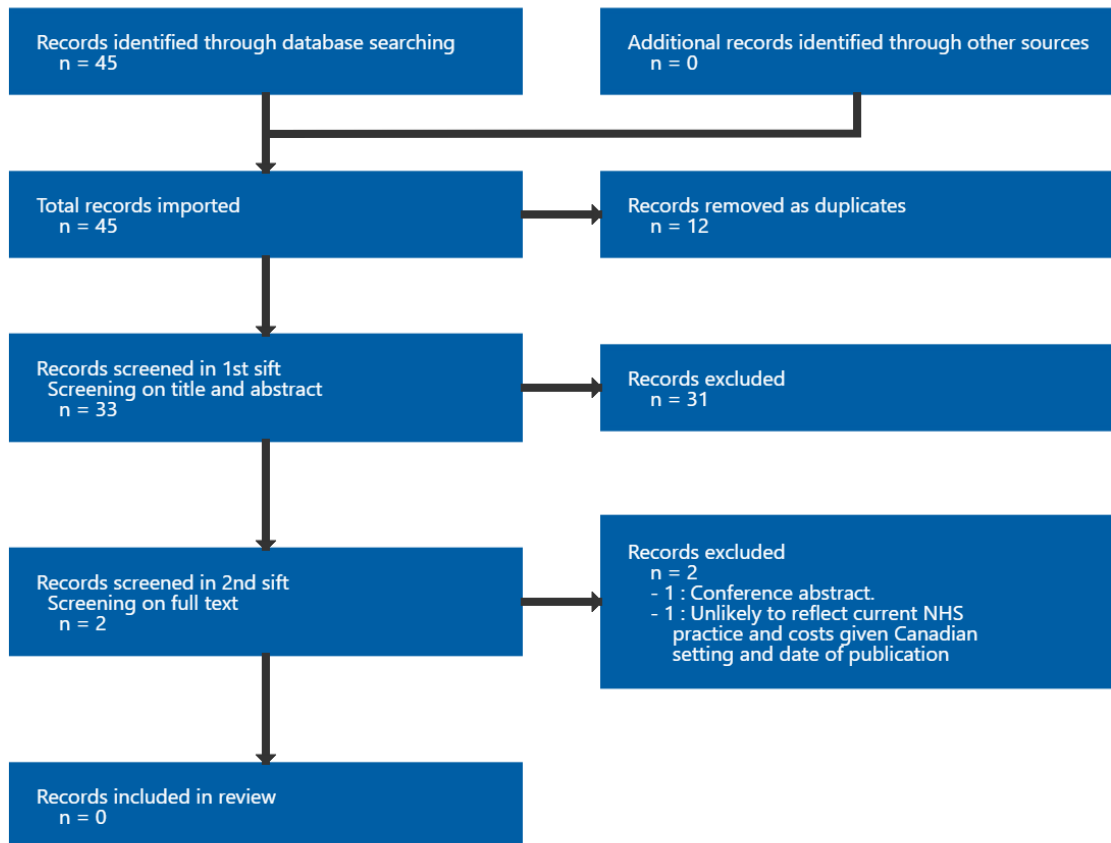 Records identified through database searching
n = 45
Additional records identified through other sources
n = 0
Total records imported
n = 45
Records removed as duplicates
n = 12
Records screened in 1st sift
Screening on title and abstract
n = 33
Records excluded
n = 31
Records screened in 2nd sift
Screening on full text
n = 2
Records excluded
n = 2
- 1 : Conference abstract.
- 1 : Unlikely to reflect current NHS
practice and costs given Canadian
setting and date of publication
Records included in review
n = 0